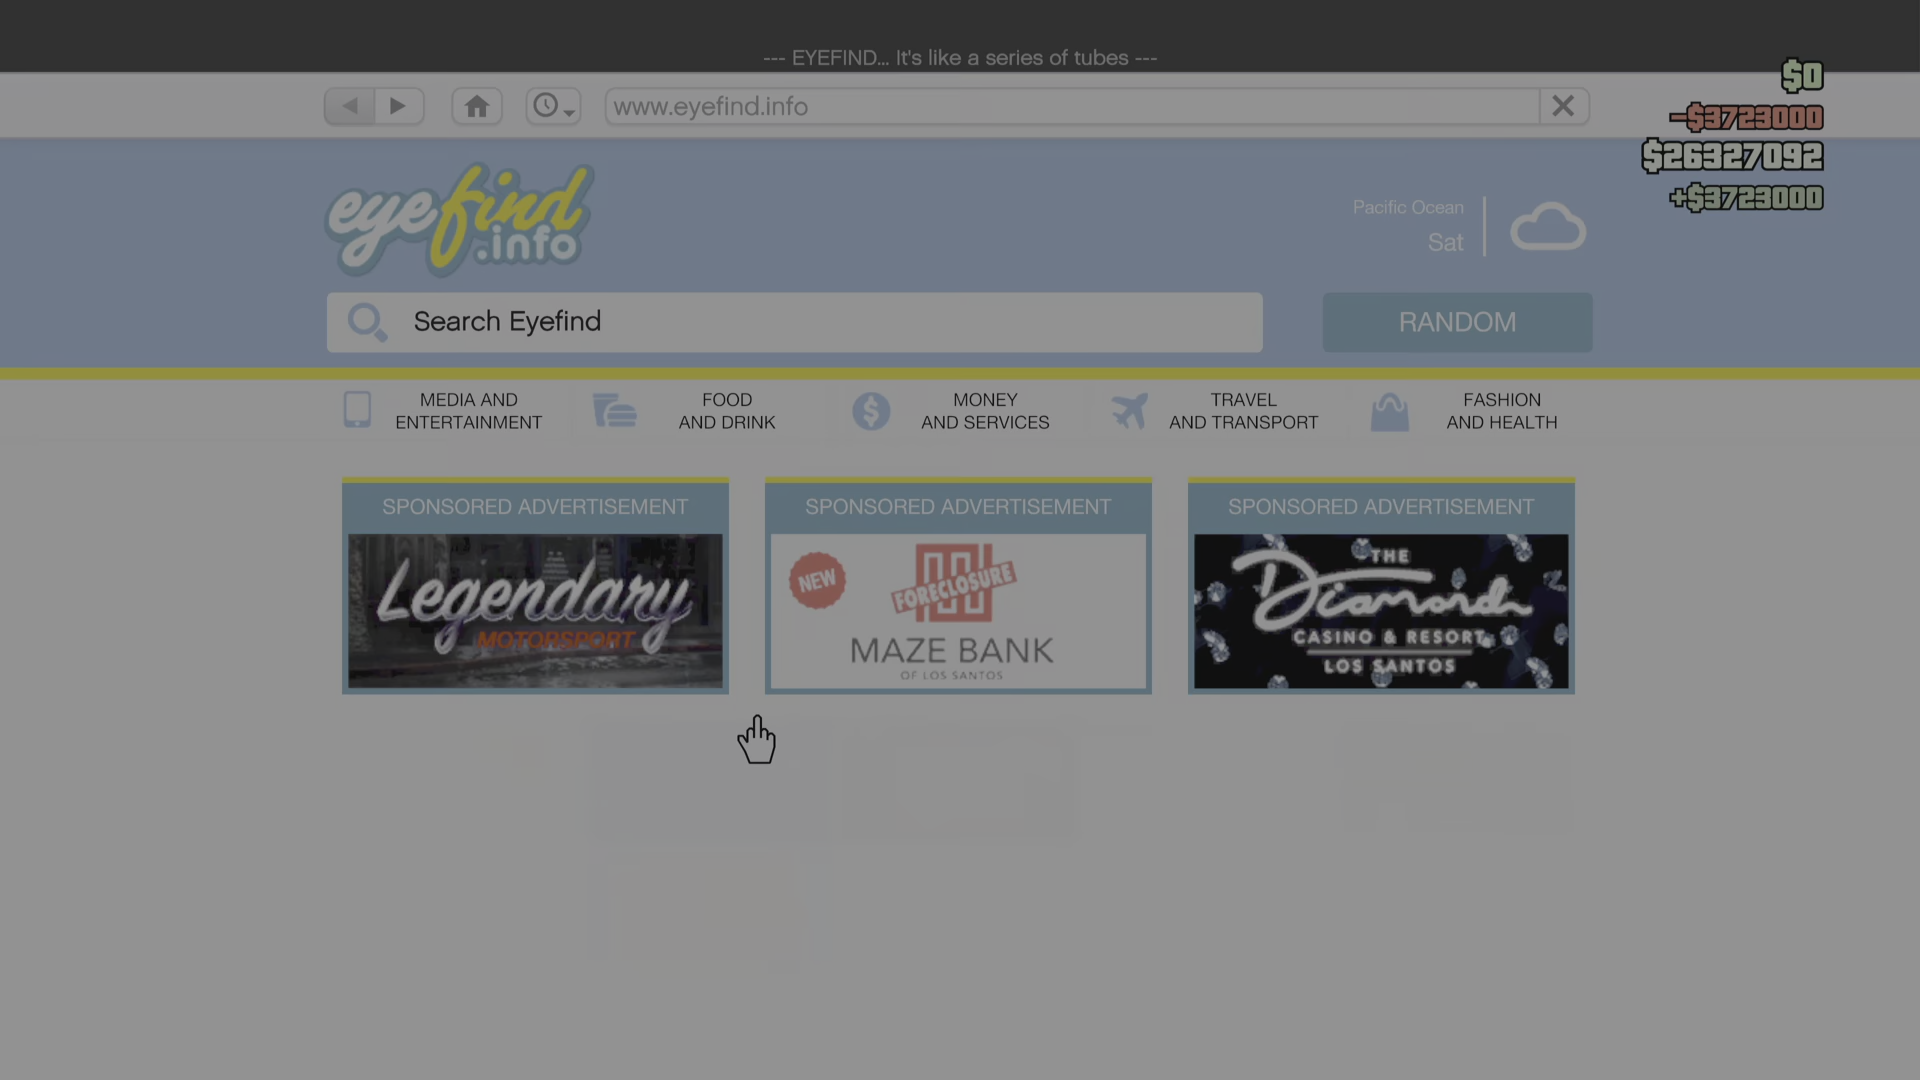 --- EYEFIND... It's like a series of tubes ---
$0
www.eyefind.info
-$3723000
$26327092
+$3723000
eyefind
.info
Pacific Ocean
Sat
Search Eyefind
RANDOM
MEDIA AND
ENTERTAINMENT
FOOD
AND DRINK
MONEY
AND SERVICES
TRAVEL
AND TRANSPORT
FASHION
AND HEALTH
SPONSORED ADVERTISEMENT
Legendary
MOTORSPORT
SPONSORED ADVERTISEMENT
NEW
FORECLOSURE
MAZE BANK
OF LOS SANTOS
SPONSORED ADVERTISEMENT
THE
Diamond
CASINO & RESORT
LOS SANTOS